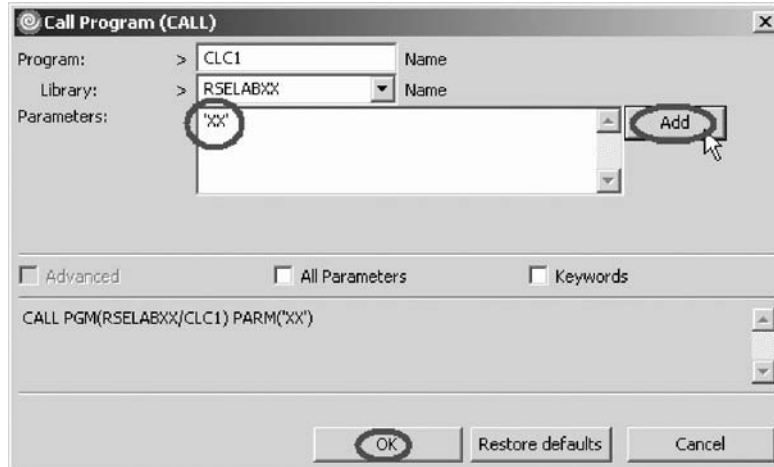 Call Program (CALL)
Program: > CLC1 Name
Library: > RSELABXX Name
Parameters: 'XX' Add
Advanced All Parameters Keywords
CALL PGM(RSELABXX/CLC1) PARM('XX')
OK Restore defaults Cancel